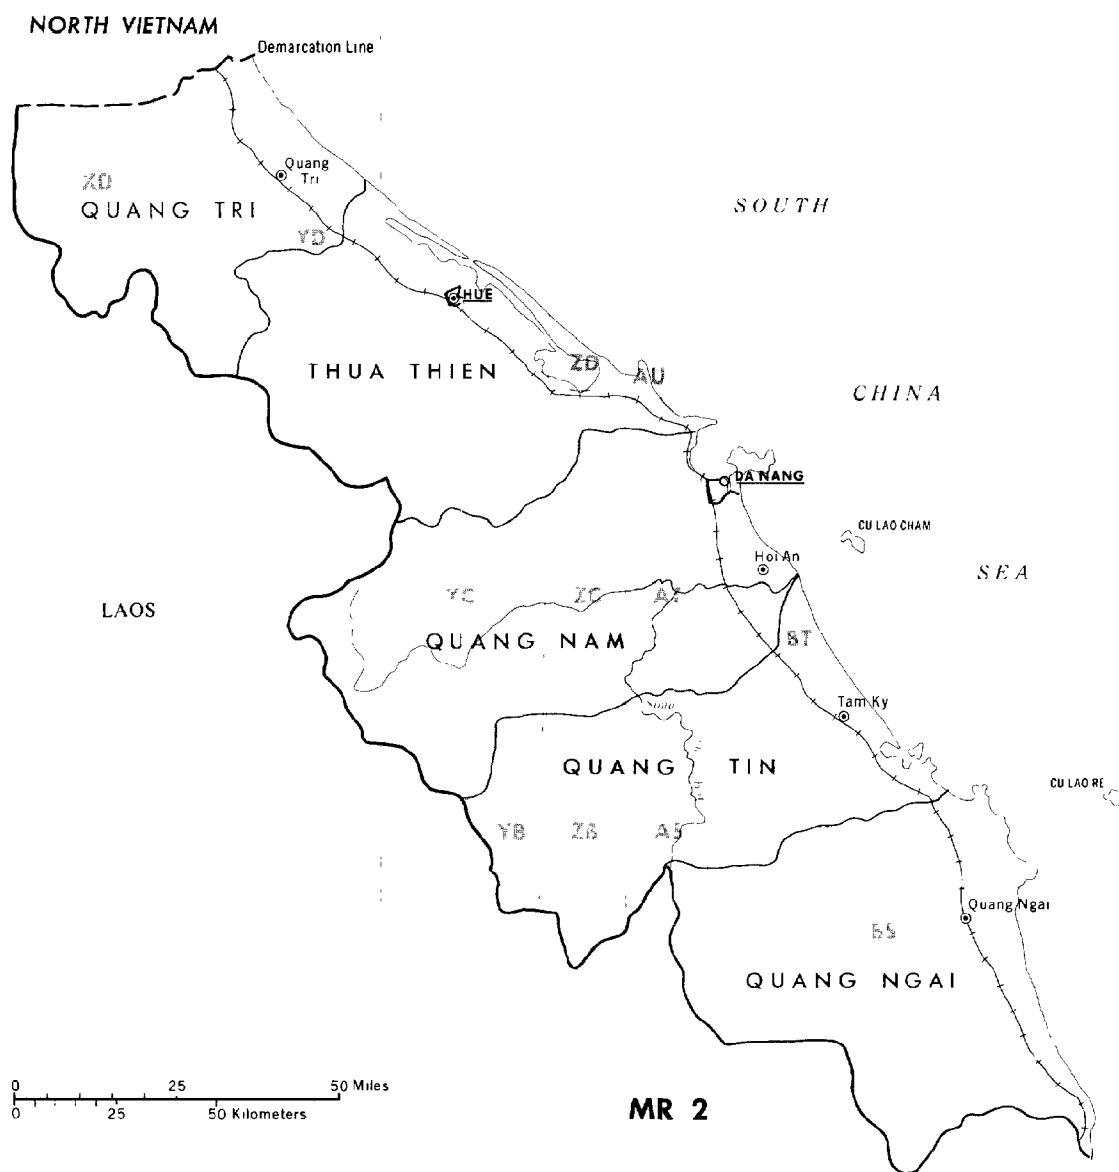 NORTH VIETNAM
Demarcation Line
Quang
Tri
XD
QUANG TRI
SOUTH
YD
HUE
THUA THIEN
ZD
AU
CHINA
DA NANG
CU LAO CHAM
Hoi An
SEA
LAOS
YC
ZC
QUANG NAM
BT
Tam Ky
QUANG TIN
CU LAO RE
YB
ZB
AS
Quang Ngai
BS
QUANG NGAI
0 25 50 Miles
0 25 50 Kilometers
MR 2